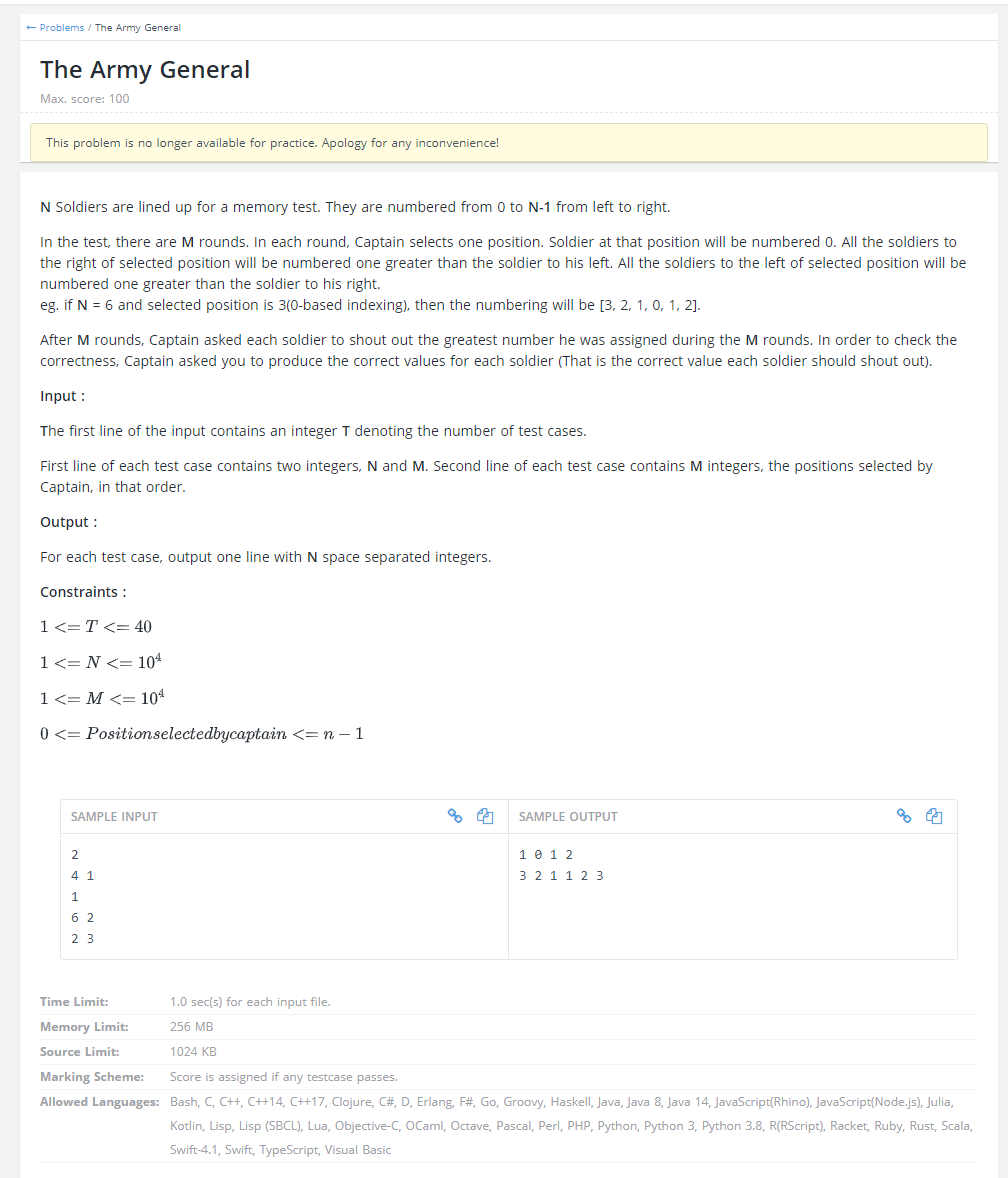 ← Problems / The Army General
The Army General
Max. score: 100
This problem is no longer available for practice. Apology for any inconvenience!
N Soldiers are lined up for a memory test. They are numbered from 0 to N-1 from left to right.
In the test, there are M rounds. In each round, Captain selects one position. Soldier at that position will be numbered 0. All the soldiers to
the right of selected position will be numbered one greater than the soldier to his left. All the soldiers to the left of selected position will be
numbered one greater than the soldier to his right.
eg. if N = 6 and selected position is 3(0-based indexing), then the numbering will be [3, 2, 1, 0, 1, 2].
After M rounds, Captain asked each soldier to shout out the greatest number he was assigned during the M rounds. In order to check the
correctness, Captain asked you to produce the correct values for each soldier (That is the correct value each soldier should shout out).
Input :
The first line of the input contains an integer T denoting the number of test cases.
First line of each test case contains two integers, N and M. Second line of each test case contains M integers, the positions selected by
Captain, in that order.
Output :
For each test case, output one line with N space separated integers.
Constraints :
1 <= T <= 40
1 <= N <= 10⁴
1 <= M <= 10⁴
0 <= Positionselectedbycaptain <= n − 1
SAMPLE INPUT
2
4 1
1
6 2
2 3
SAMPLE OUTPUT
1 0 1 2
3 2 1 1 2 3
Time Limit: 1.0 sec(s) for each input file.
Memory Limit: 256 MB
Source Limit: 1024 KB
Marking Scheme: Score is assigned if any testcase passes.
Allowed Languages: Bash, C, C++, C++14, C++17, Clojure, C#, D, Erlang, F#, Go, Groovy, Haskell, Java, Java 8, Java 14, JavaScript(Rhino), JavaScript(Node.js), Julia,
Kotlin, Lisp, Lisp (SBCL), Lua, Objective-C, OCaml, Octave, Pascal, Perl, PHP, Python, Python 3, Python 3.8, R(RScript), Racket, Ruby, Rust, Scala,
Swift-4.1, Swift, TypeScript, Visual Basic